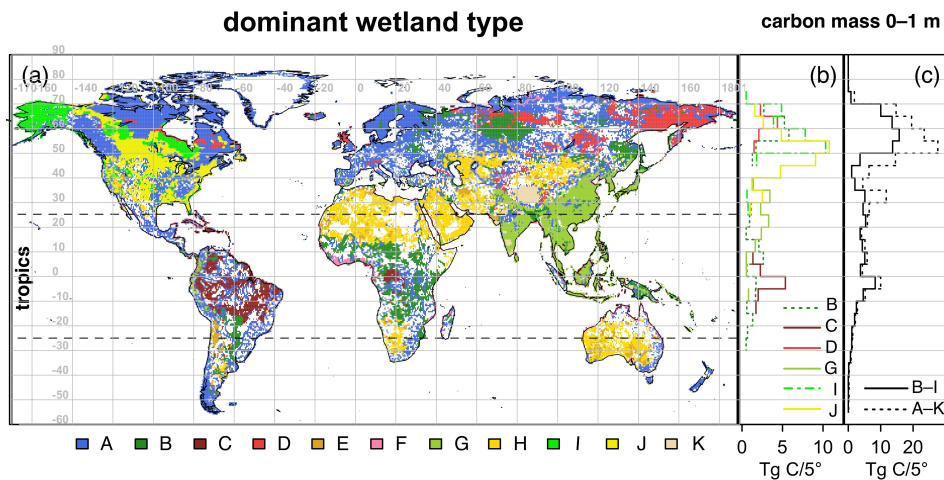 dominant wetland type
carbon mass 0–1 m
(a)
(b)
(c)
90
80
70
60
50
40
30
20
10
0
-10
-20
-30
-40
-50
-60
-170
-160
-140
-120
-100
-80
-60
-40
-20
0
20
40
60
80
100
120
140
160
180
tropics
B
C
D
G
I
J
B–I
A–K
A B C D E F G H I J K
0 5 10
0 10 20
Tg C/5° Tg C/5°